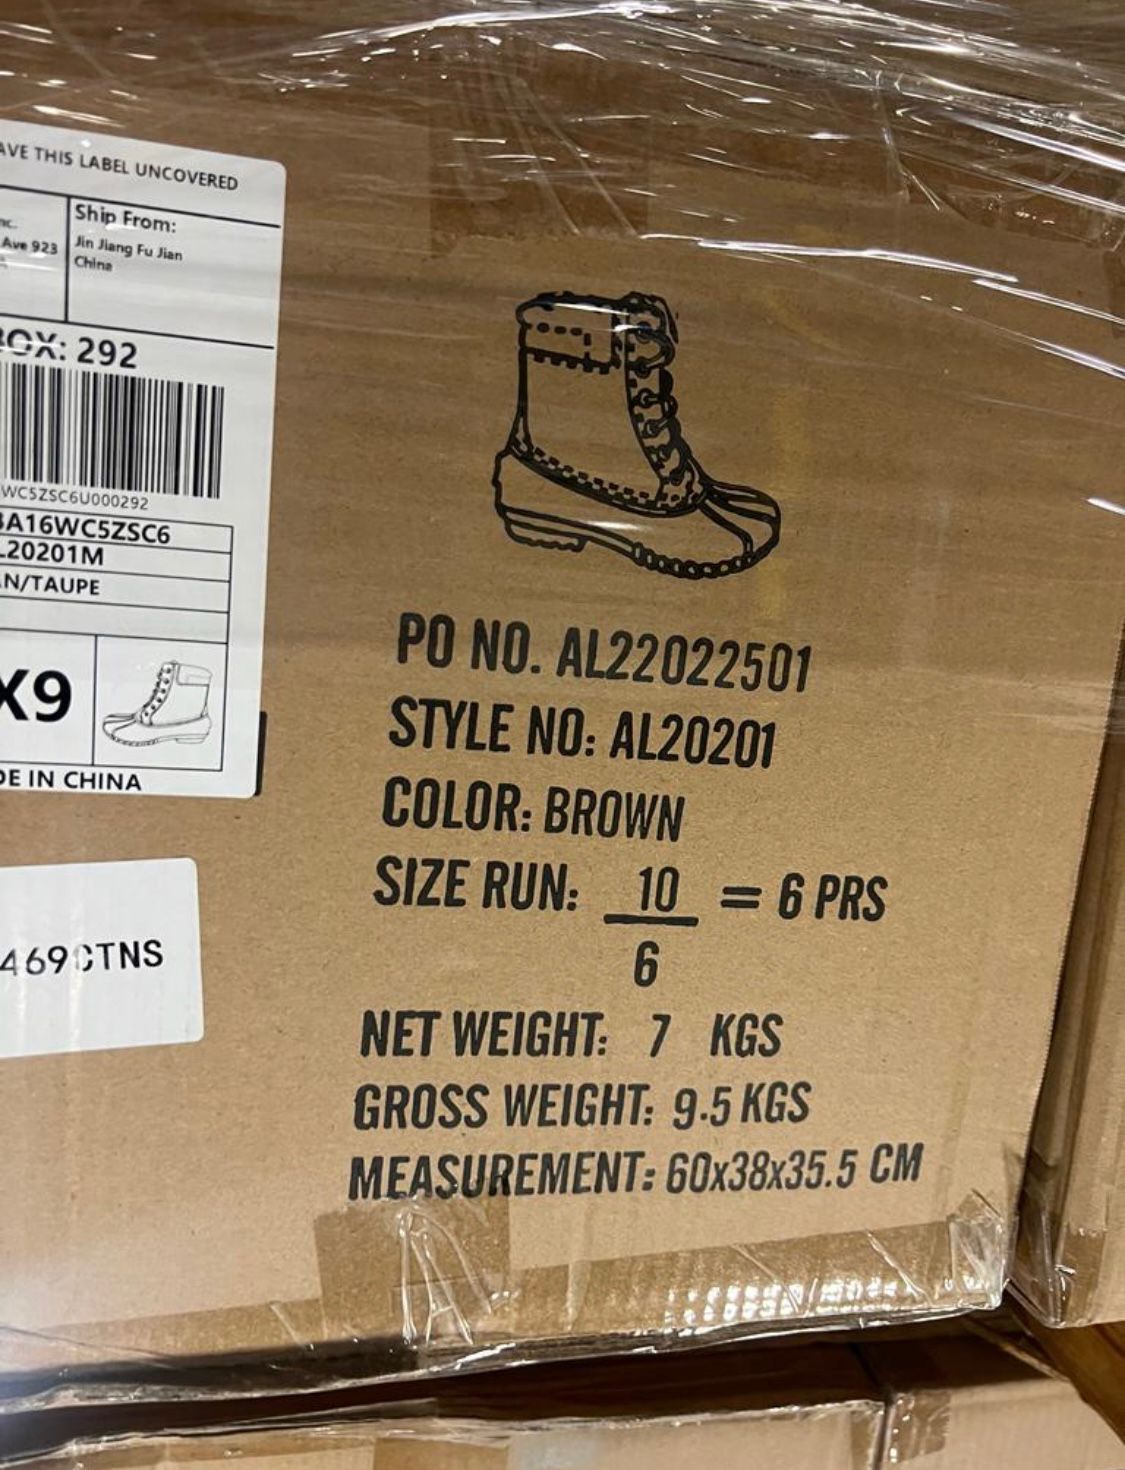 AVE THIS LABEL UNCOVERED
nc.
Ave 923
Ship From:
Jin Jiang Fu Jian
China
BOX: 292
WC5ZSC6U000292
BA16WC5ZSC6
L20201M
AN/TAUPE
X9
DE IN CHINA
469CTNS
PO NO. AL22022501
STYLE NO: AL20201
COLOR: BROWN
SIZE RUN: 10 = 6 PRS
6
NET WEIGHT: 7 KGS
GROSS WEIGHT: 9.5 KGS
MEASUREMENT: 60x38x35.5 CM